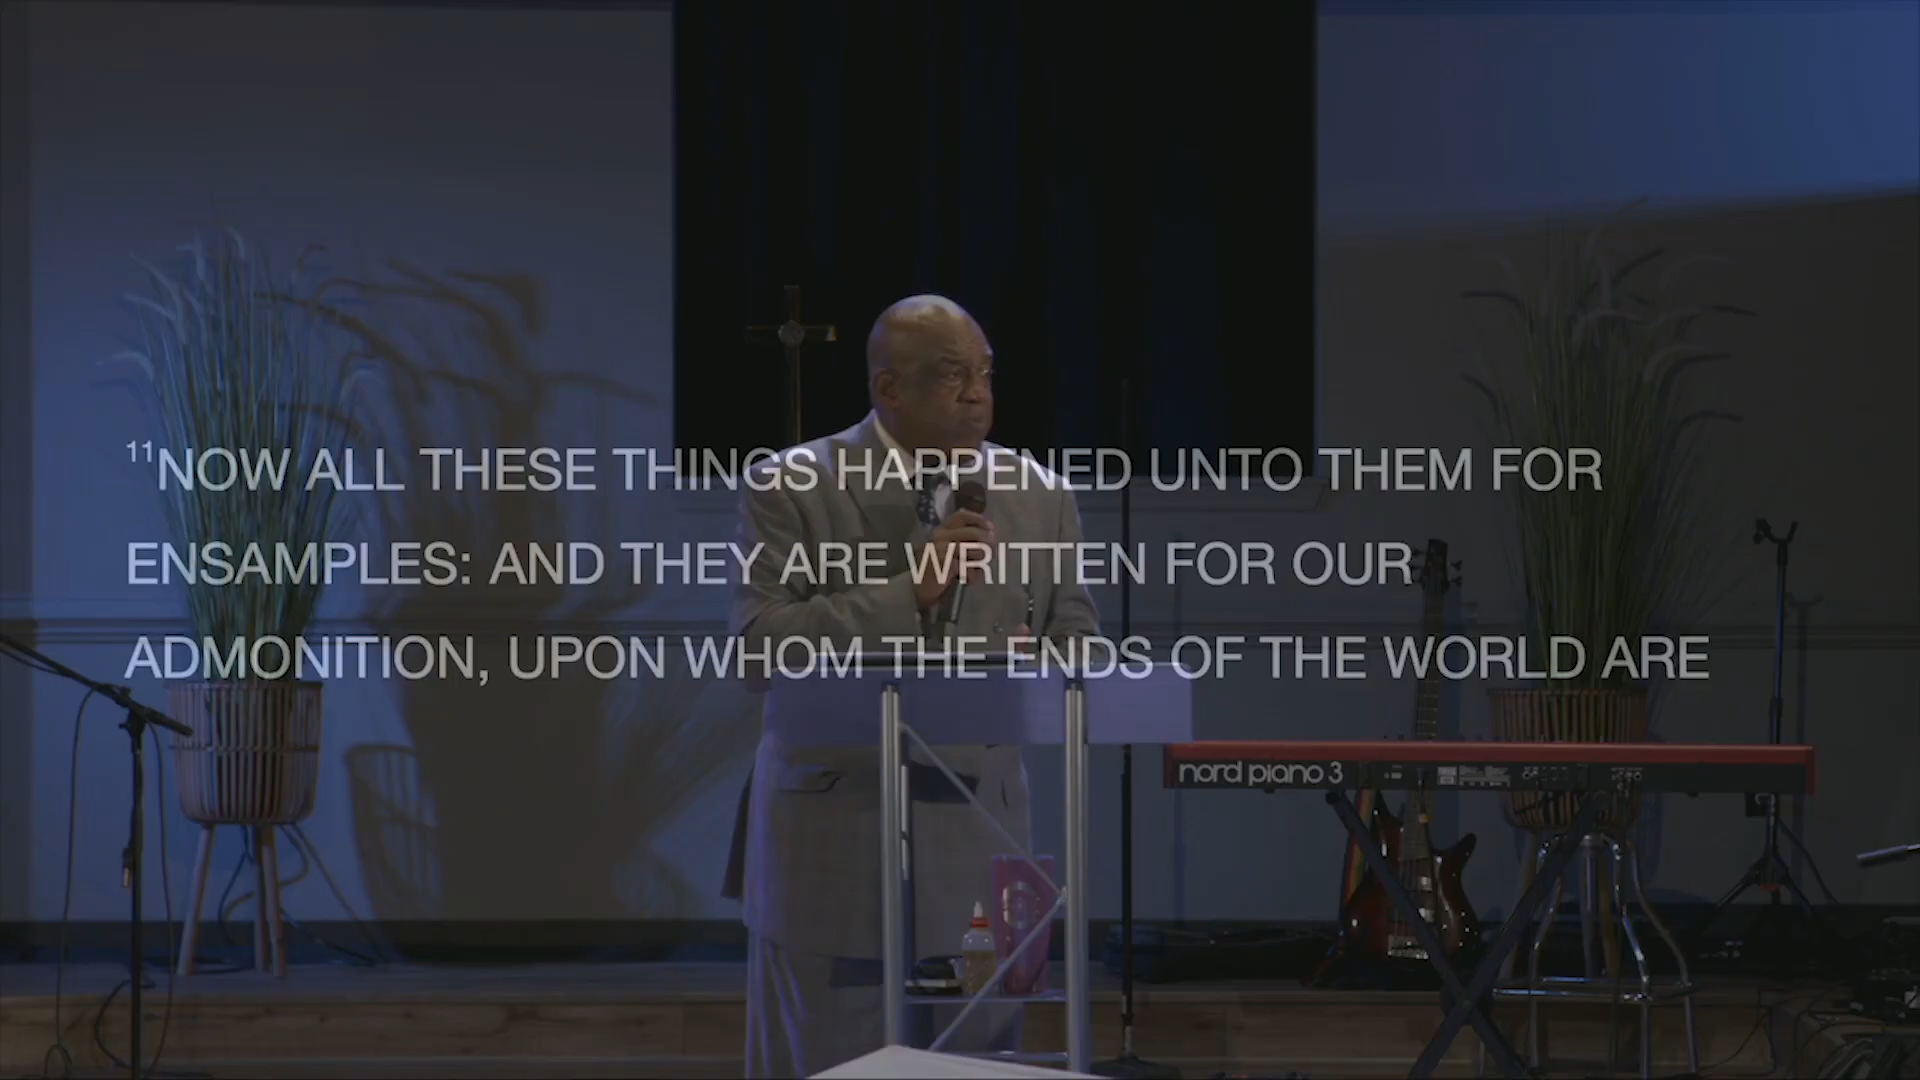 ¹¹NOW ALL THESE THINGS HAPPENED UNTO THEM FOR
ENSAMPLES: AND THEY ARE WRITTEN FOR OUR
ADMONITION, UPON WHOM THE ENDS OF THE WORLD ARE
nord piano 3